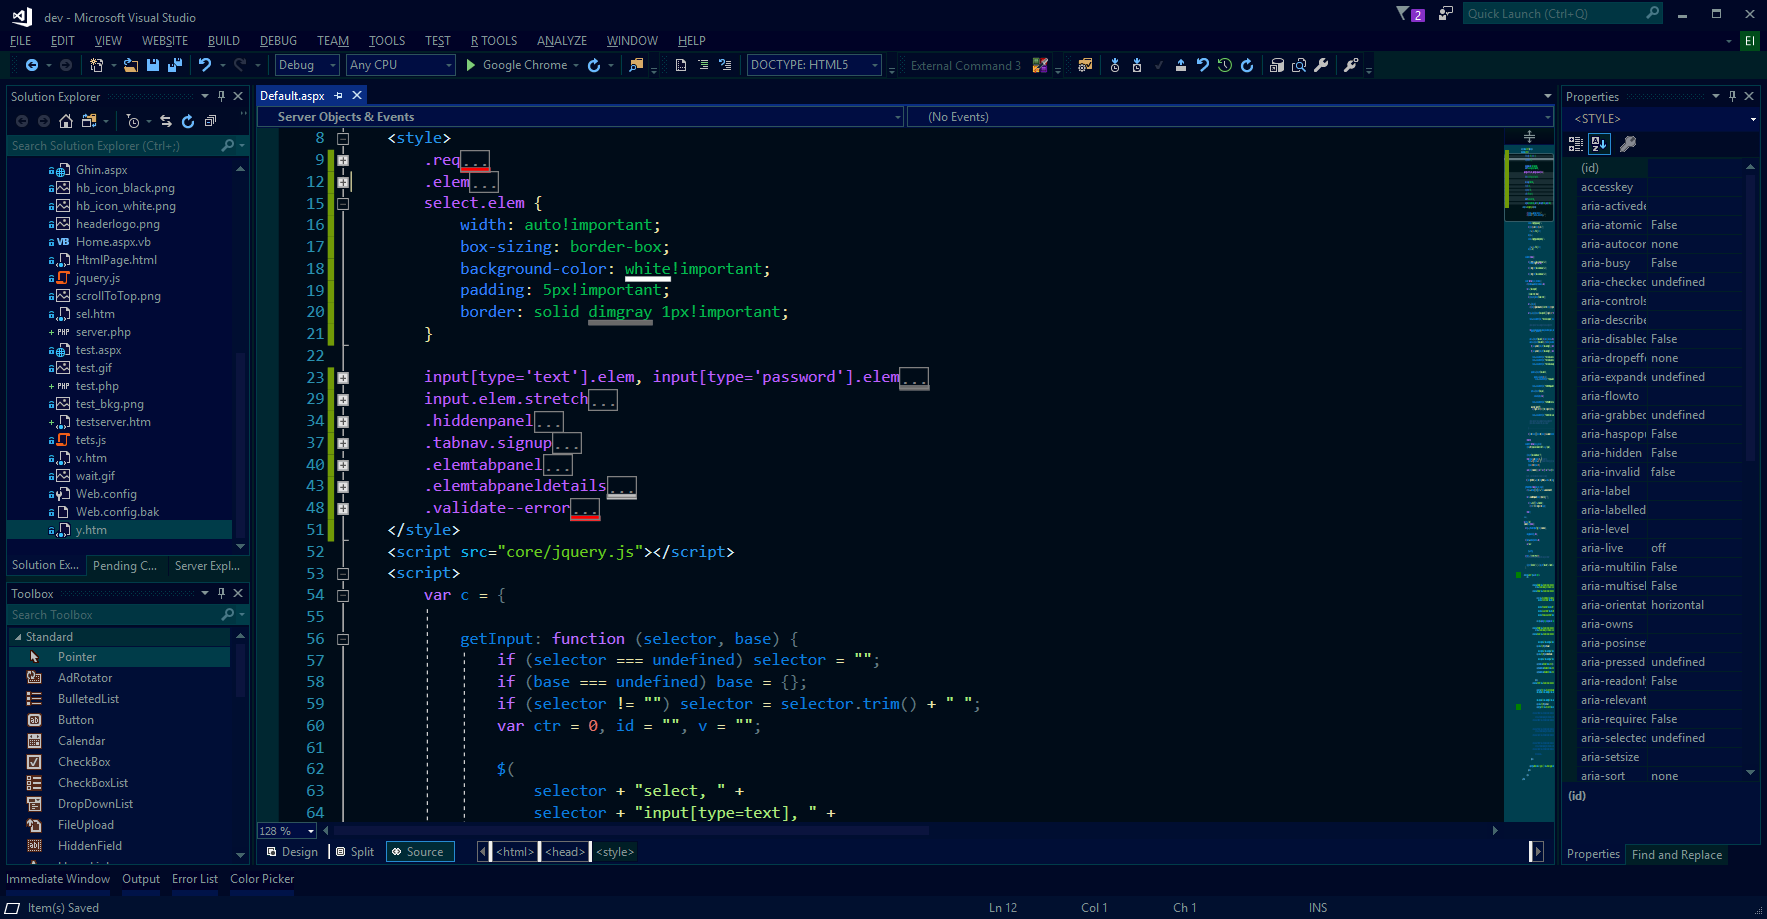 dev - Microsoft Visual Studio
2
Quick Launch (Ctrl+Q)
FILE EDIT VIEW WEBSITE BUILD DEBUG TEAM TOOLS TEST R TOOLS ANALYZE WINDOW HELP
EI
Debug Any CPU Google Chrome DOCTYPE: HTML5 External Command 3
Solution Explorer
Search Solution Explorer (Ctrl+;)
Ghin.aspx
hb_icon_black.png
hb_icon_white.png
headerlogo.png
VB Home.aspx.vb
HtmlPage.html
jquery.js
scrollToTop.png
sel.htm
+ PHP server.php
test.aspx
test.gif
+ PHP test.php
test_bkg.png
+ testserver.htm
tets.js
v.htm
wait.gif
Web.config
Web.config.bak
y.htm
Solution Ex... Pending C... Server Expl...
Toolbox
Search Toolbox
Standard
Pointer
AdRotator
BulletedList
Button
Calendar
CheckBox
CheckBoxList
DropDownList
FileUpload
HiddenField
Default.aspx
Server Objects & Events (No Events)
8 <style>
9 .req...
12 .elem...
15 select.elem {
16 width: auto!important;
17 box-sizing: border-box;
18 background-color: white!important;
19 padding: 5px!important;
20 border: solid dimgray 1px!important;
21 }
22
23 input[type='text'].elem, input[type='password'].elem...
29 input.elem.stretch...
34 .hiddenpanel...
37 .tabnav.signup...
40 .elemtabpanel...
43 .elemtabpaneldetails...
48 .validate--error...
51 </style>
52 <script src="core/jquery.js"></script>
53 <script>
54 var c = {
55
56 getInput: function (selector, base) {
57 if (selector === undefined) selector = "";
58 if (base === undefined) base = {};
59 if (selector != "") selector = selector.trim() + " ";
60 var ctr = 0, id = "", v = "";
61
62 $(
63 selector + "select, " +
64 selector + "input[type=text], " +
128 %
Design Split Source <html> <head> <style>
Properties
<STYLE>
(id)
accesskey
aria-activede
aria-atomic False
aria-autocor none
aria-busy False
aria-checked undefined
aria-controls
aria-describe
aria-disabled False
aria-dropeffe none
aria-expande undefined
aria-flowto
aria-grabbed undefined
aria-haspopu False
aria-hidden False
aria-invalid false
aria-label
aria-labelled
aria-level
aria-live off
aria-multilin False
aria-multisel False
aria-orientat horizontal
aria-owns
aria-posinse
aria-pressed undefined
aria-readonl False
aria-relevant
aria-required False
aria-selected undefined
aria-setsize
aria-sort none
(id)
Properties Find and Replace
Immediate Window Output Error List Color Picker
Item(s) Saved Ln 12 Col 1 Ch 1 INS